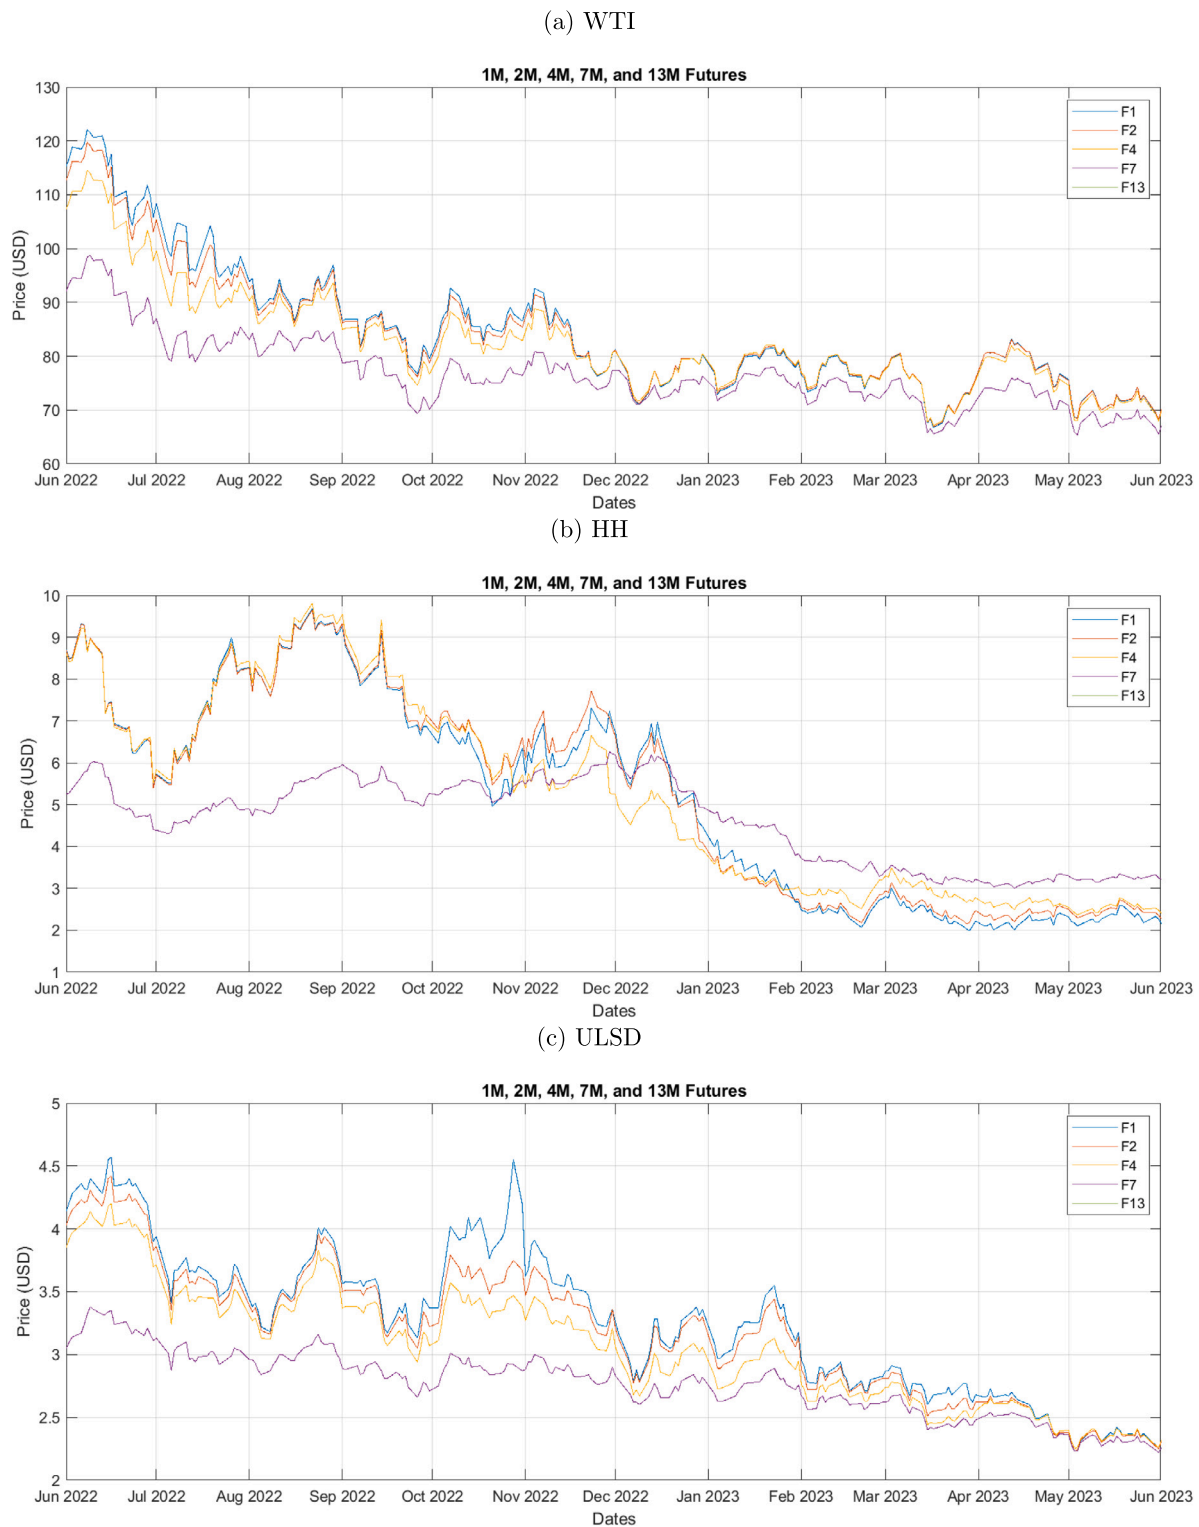 (a) WTI
1M, 2M, 4M, 7M, and 13M Futures
130
120
110
100
90
80
70
60
Price (USD)
F1
F2
F4
F7
F13
Jun 2022 Jul 2022 Aug 2022 Sep 2022 Oct 2022 Nov 2022 Dec 2022 Jan 2023 Feb 2023 Mar 2023 Apr 2023 May 2023 Jun 2023
Dates
(b) HH
1M, 2M, 4M, 7M, and 13M Futures
10
9
8
7
6
5
4
3
2
1
Price (USD)
F1
F2
F4
F7
F13
Jun 2022 Jul 2022 Aug 2022 Sep 2022 Oct 2022 Nov 2022 Dec 2022 Jan 2023 Feb 2023 Mar 2023 Apr 2023 May 2023 Jun 2023
Dates
(c) ULSD
1M, 2M, 4M, 7M, and 13M Futures
5
4.5
4
3.5
3
2.5
2
Price (USD)
F1
F2
F4
F7
F13
Jun 2022 Jul 2022 Aug 2022 Sep 2022 Oct 2022 Nov 2022 Dec 2022 Jan 2023 Feb 2023 Mar 2023 Apr 2023 May 2023 Jun 2023
Dates